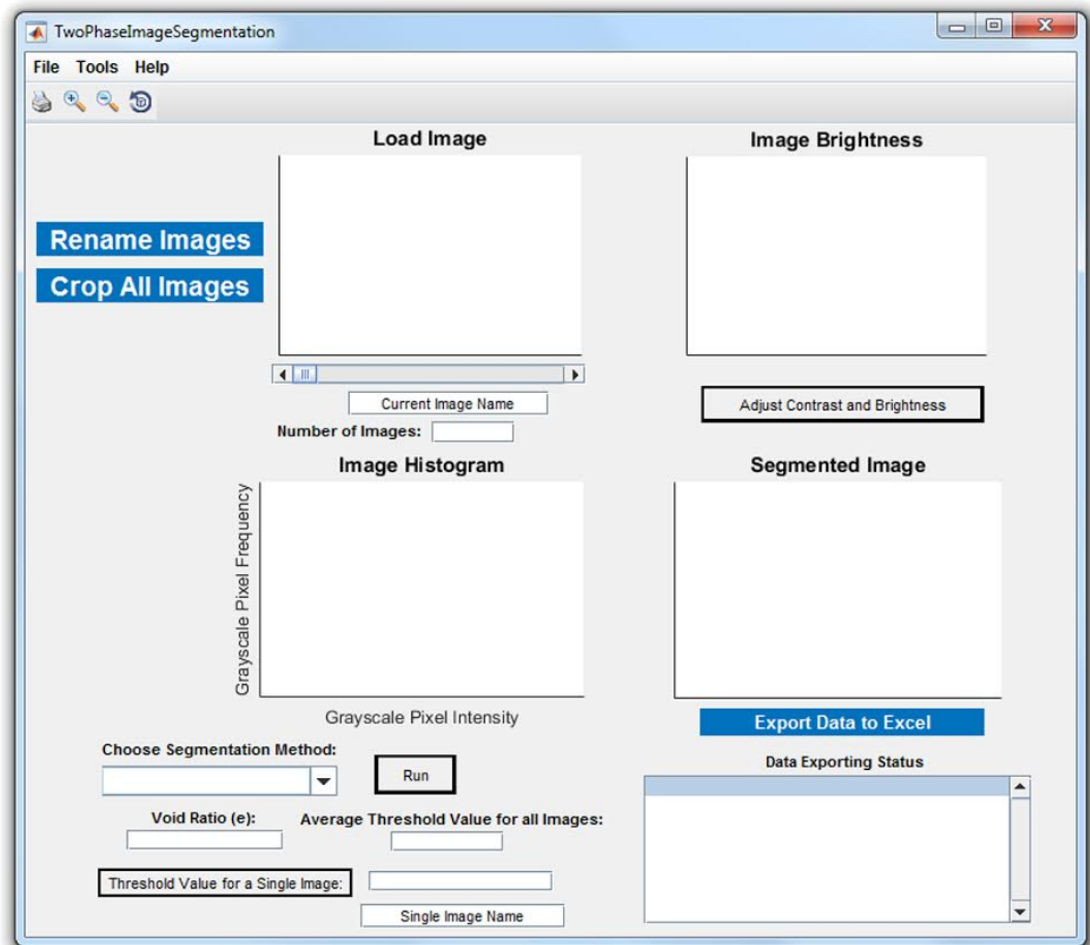 TwoPhaseImageSegmentation
File Tools Help
Load Image
Image Brightness
Rename Images
Crop All Images
Current Image Name
Adjust Contrast and Brightness
Number of Images:
Image Histogram
Segmented Image
Grayscale Pixel Frequency
Grayscale Pixel Intensity
Export Data to Excel
Choose Segmentation Method:
Run
Data Exporting Status
Void Ratio (e):
Average Threshold Value for all Images:
Threshold Value for a Single Image:
Single Image Name